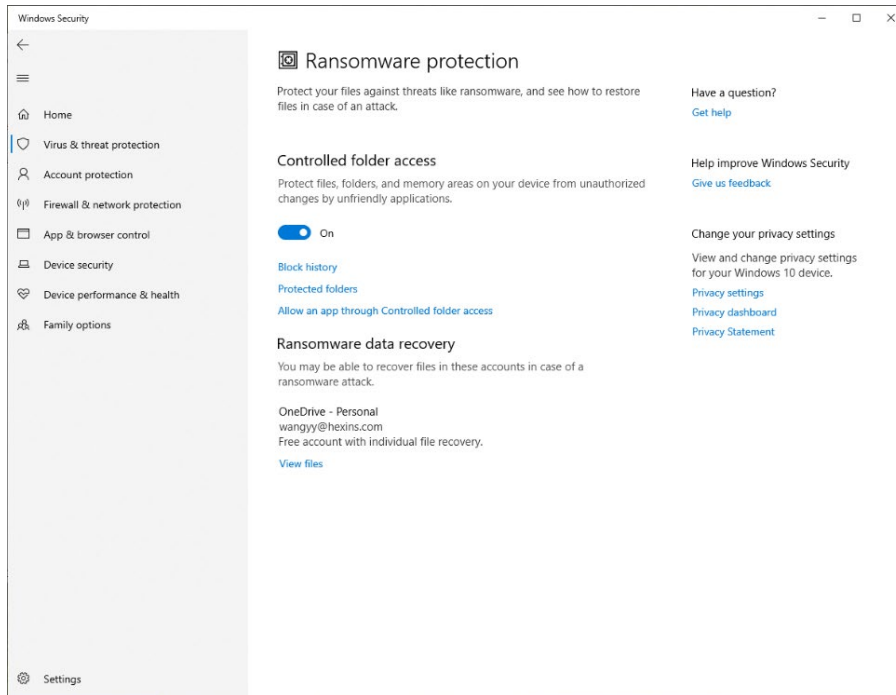 Windows Security
Home
Virus & threat protection
Account protection
Firewall & network protection
App & browser control
Device security
Device performance & health
Family options
Settings
Ransomware protection
Protect your files against threats like ransomware, and see how to restore
files in case of an attack.
Controlled folder access
Protect files, folders, and memory areas on your device from unauthorized
changes by unfriendly applications.
On
Block history
Protected folders
Allow an app through Controlled folder access
Ransomware data recovery
You may be able to recover files in these accounts in case of a
ransomware attack.
OneDrive - Personal
wangyy@hexins.com
Free account with individual file recovery.
View files
Have a question?
Get help
Help improve Windows Security
Give us feedback
Change your privacy settings
View and change privacy settings
for your Windows 10 device.
Privacy settings
Privacy dashboard
Privacy Statement